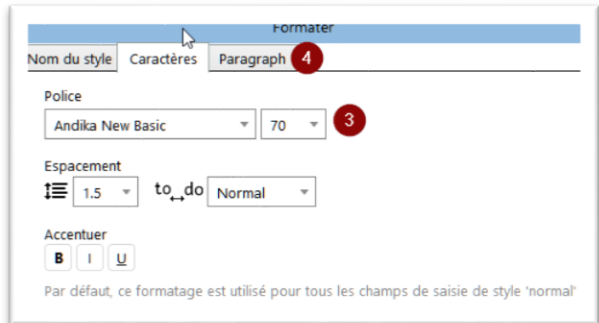 Formater
Nom du style Caractères Paragraph 4
Police
Andika New Basic 70 3
Espacement
1.5 to do Normal
Accentuer
B I U
Par défaut, ce formatage est utilisé pour tous les champs de saisie de style 'normal'